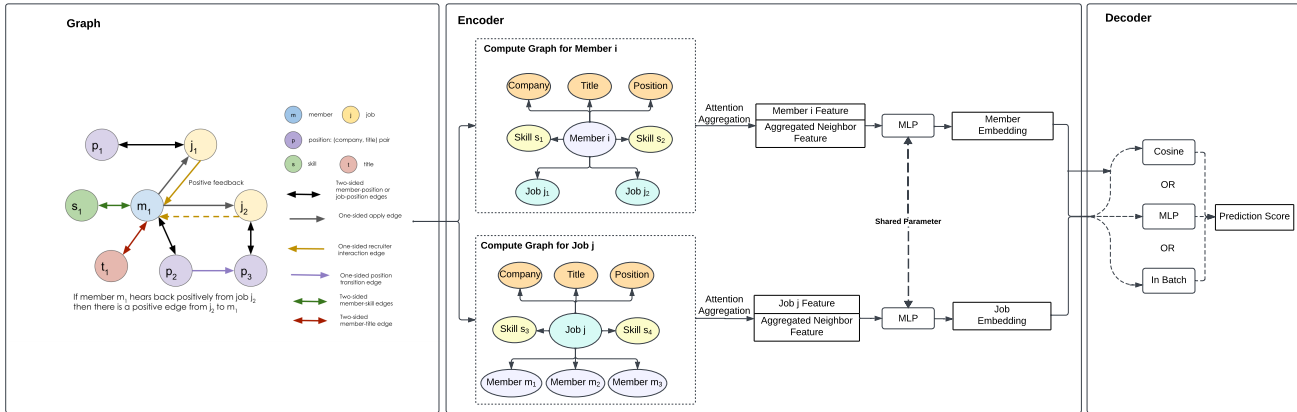 Graph
m
member
j
job
p
position: (company, title) pair
s
skill
t
title
Two-sided
member-position or
job-position edges
One-sided apply edge
One-sided recruiter
interaction edge
One-sided position
transition edge
Two-sided
member-skill edges
Two-sided
member-title edge
p1
j1
Positive feedback
s1
m1
j2
t1
p2
p3
If member m1 hears back positively from job j2
then there is a positive edge from j2 to m1
Encoder
Compute Graph for Member i
Company
Title
Position
Skill s1
Member i
Skill s2
Job j1
Job j2
Attention
Aggregation
Member i Feature
Aggregated Neighbor
Feature
MLP
Member
Embedding
Shared Parameter
Compute Graph for Job j
Company
Title
Position
Skill s3
Job j
Skill s4
Member m1
Member m2
Member m3
Attention
Aggregation
Job j Feature
Aggregated Neighbor
Feature
MLP
Job
Embedding
Decoder
Cosine
OR
MLP
OR
In Batch
Prediction Score